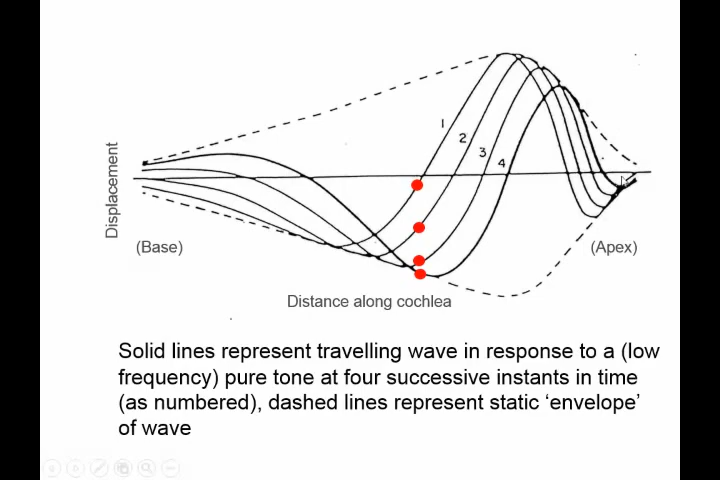 1
2
3
4
Displacement
(Base)
(Apex)
Distance along cochlea
Solid lines represent travelling wave in response to a (low
frequency) pure tone at four successive instants in time
(as numbered), dashed lines represent static ‘envelope’
of wave